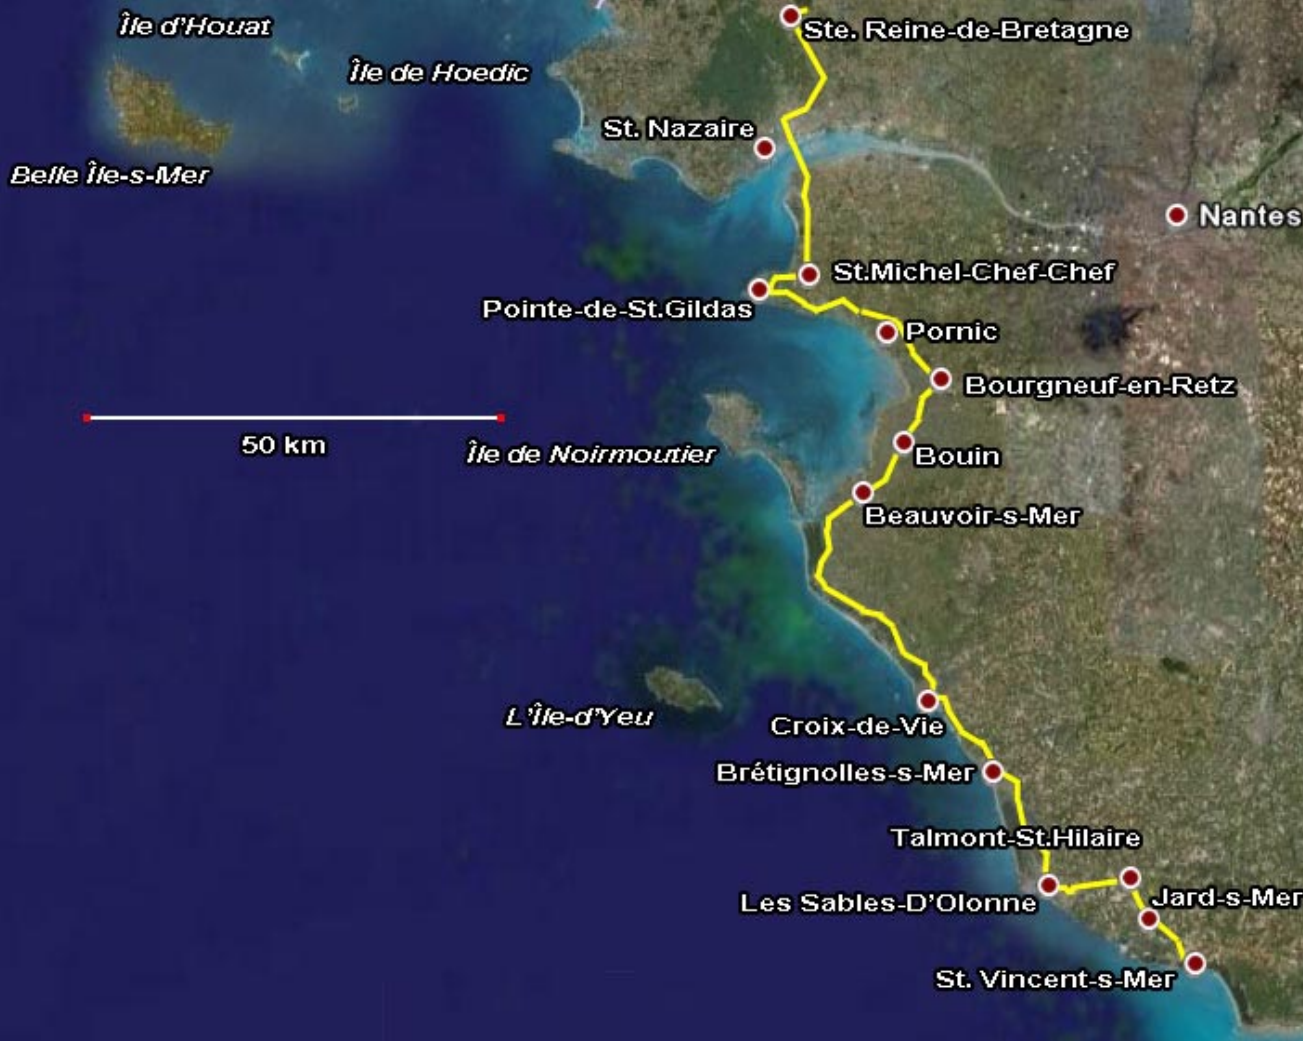 Île d'Houat
Ste. Reine-de-Bretagne
Île de Hoedic
St. Nazaire
Belle Île-s-Mer
Nantes
St.Michel-Chef-Chef
Pointe-de-St.Gildas
Pornic
Bourgneuf-en-Retz
50 km
Île de Noirmoutier
Bouin
Beauvoir-s-Mer
L'Île-d'Yeu
Croix-de-Vie
Brétignolles-s-Mer
Talmont-St.Hilaire
Les Sables-D'Olonne
Jard-s-Mer
St. Vincent-s-Mer